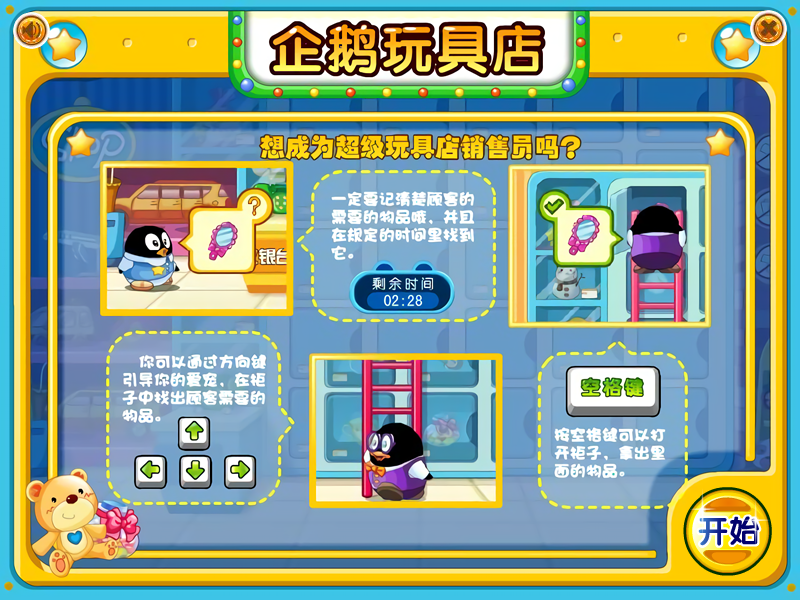 企鹅玩具店
想成为超级玩具店销售员吗？
一定要记清楚顾客的
需要的物品哦，并且
在规定的时间里找到
它。
?
银台
剩余时间
02:28
你可以通过方向键
引导你的爱宠，在柜
子中找出顾客需要的
物品。
空格键
按空格键可以打
开柜子，拿出里
面的物品。
开始